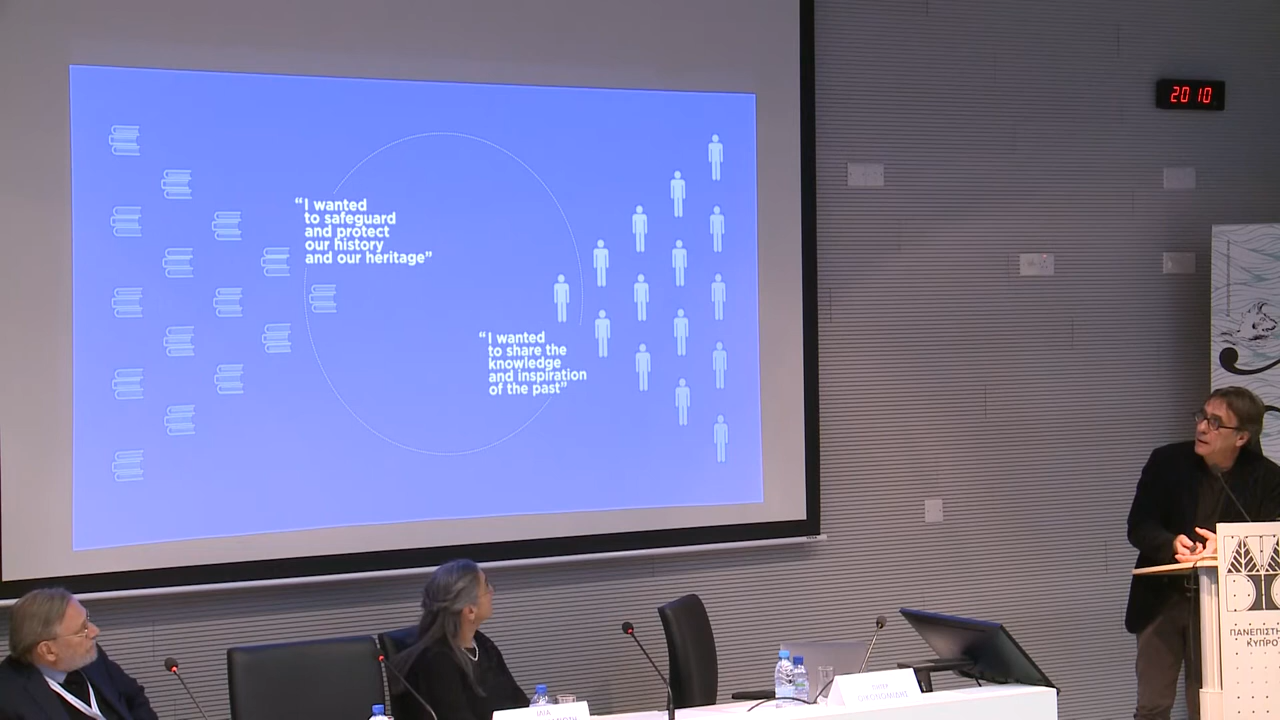 20 10
“I wanted
to safeguard
and protect
our history
and our heritage”
“I wanted
to share the
knowledge
and inspiration
of the past”
ΠΑΝΕΠΙΣΤΗ
ΚΥΠΡΟ